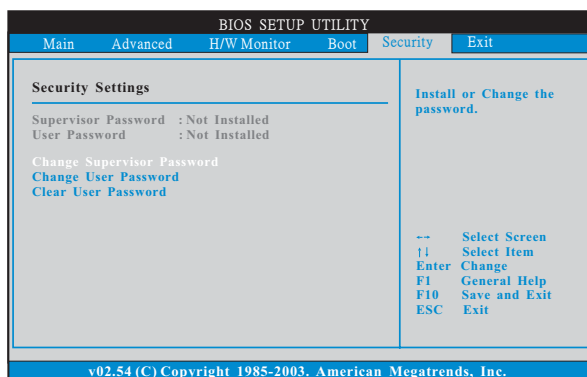 BIOS SETUP UTILITY
Main Advanced H/W Monitor Boot Security Exit
Security Settings
Supervisor Password : Not Installed
User Password : Not Installed
Change Supervisor Password
Change User Password
Clear User Password
Install or Change the
password.
←→ Select Screen
↑↓ Select Item
Enter Change
F1 General Help
F10 Save and Exit
ESC Exit
v02.54 (C) Copyright 1985-2003, American Megatrends, Inc.